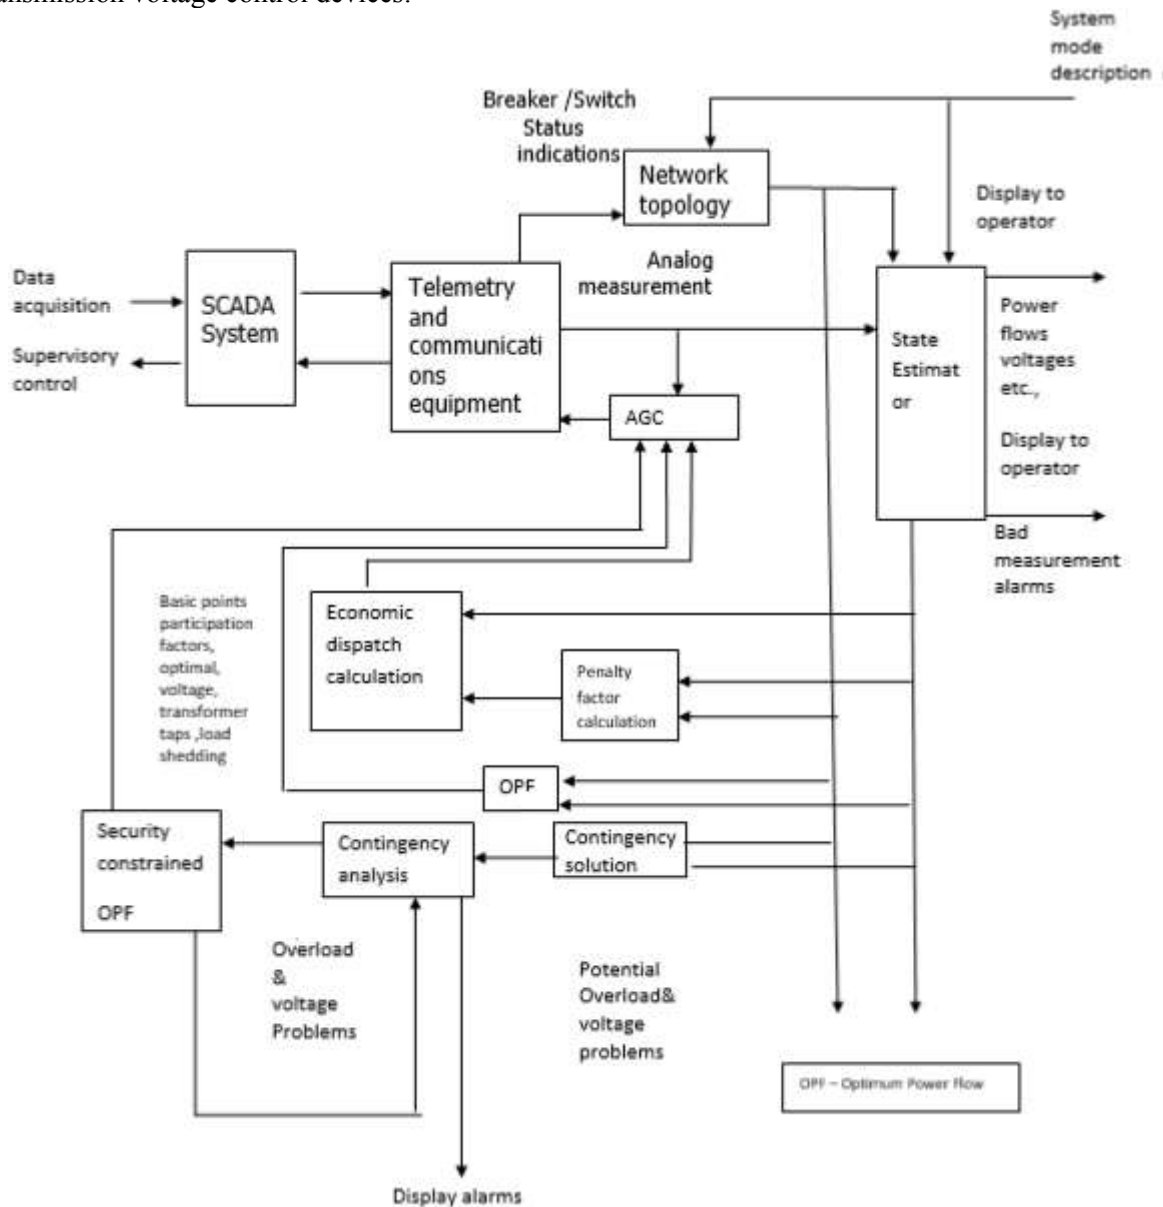 ansmission voltage control devices.
System
mode
description
Breaker /Switch
Status
indications
Network
topology
Display to
operator
Analog
measurement
Data
acquisition
SCADA
System
Supervisory
control
Telemetry
and
communicati
ons
equipment
AGC
State
Estimat
or
Power
flows
voltages
etc.,
Display to
operator
Bad
measurement
alarms
Basic points
participation
factors,
optimal,
voltage,
transformer
taps ,load
shedding
Economic
dispatch
calculation
Penalty
factor
calculation
OPF
Security
constrained
OPF
Contingency
analysis
Contingency
solution
Overload
&
voltage
Problems
Potential
Overload&
voltage
problems
OPF – Optimum Power Flow
Display alarms